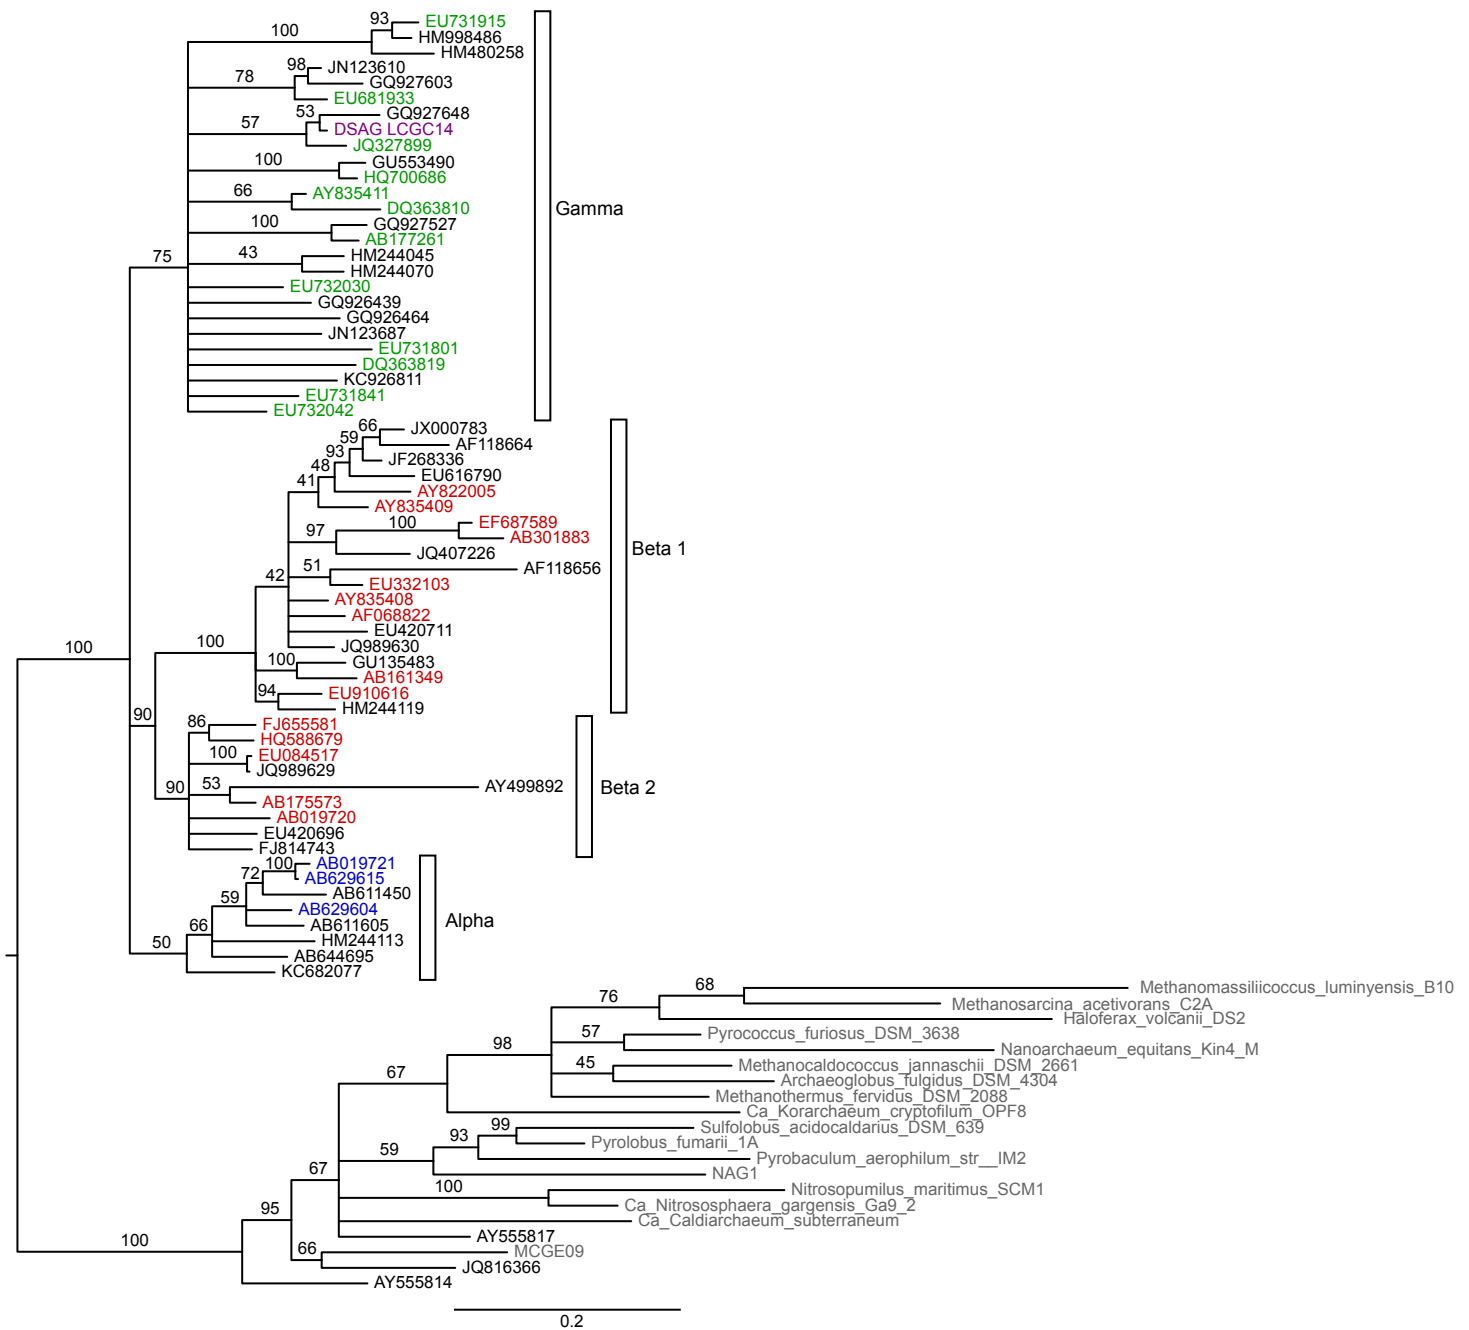 93
EU731915
100
HM998486
HM480258
98
JN123610
78
GQ927603
EU681933
53
GQ927648
57
DSAG LCGC14
JQ327899
100
GU553490
HQ700686
66
AY835411
DQ363810
Gamma
100
GQ927527
AB177261
75
43
HM244045
HM244070
EU732030
GQ926439
GQ926464
JN123687
EU731801
DQ363819
KC926811
EU731841
EU732042
66
JX000783
59
AF118664
93
JF268336
48
EU616790
41
AY822005
AY835409
100
EF687589
97
AB301883
JQ407226
Beta 1
51
AF118656
42
EU332103
AY835408
AF068822
EU420711
100
100
JQ989630
100
GU135483
AB161349
94
EU910616
HM244119
90
86
FJ655581
HQ588679
100
EU084517
JQ989629
90
53
AY499892
Beta 2
AB175573
AB019720
EU420696
FJ814743
100
AB019721
72
AB629615
AB611450
59
AB629604
66
AB611605
Alpha
50
HM244113
AB644695
KC682077
68
Methanomassiliicoccus_luminyensis_B10
76
Methanosarcina_acetivorans_C2A
Haloferax_volcanii_DS2
57
Pyrococcus_furiosus_DSM_3638
98
Nanoarchaeum_equitans_Kin4_M
45
Methanocaldococcus_jannaschii_DSM_2661
67
Archaeoglobus_fulgidus_DSM_4304
Methanothermus_fervidus_DSM_2088
Ca_Korarchaeum_cryptofilum_OPF8
99
Sulfolobus_acidocaldarius_DSM_639
93
Pyrolobus_fumarii_1A
59
Pyrobaculum_aerophilum_str__IM2
67
NAG1
100
Nitrosopumilus_maritimus_SCM1
Ca_Nitrososphaera_gargensis_Ga9_2
95
Ca_Caldiarchaeum_subterraneum
AY555817
100
66
MCGE09
JQ816366
AY555814
0.2